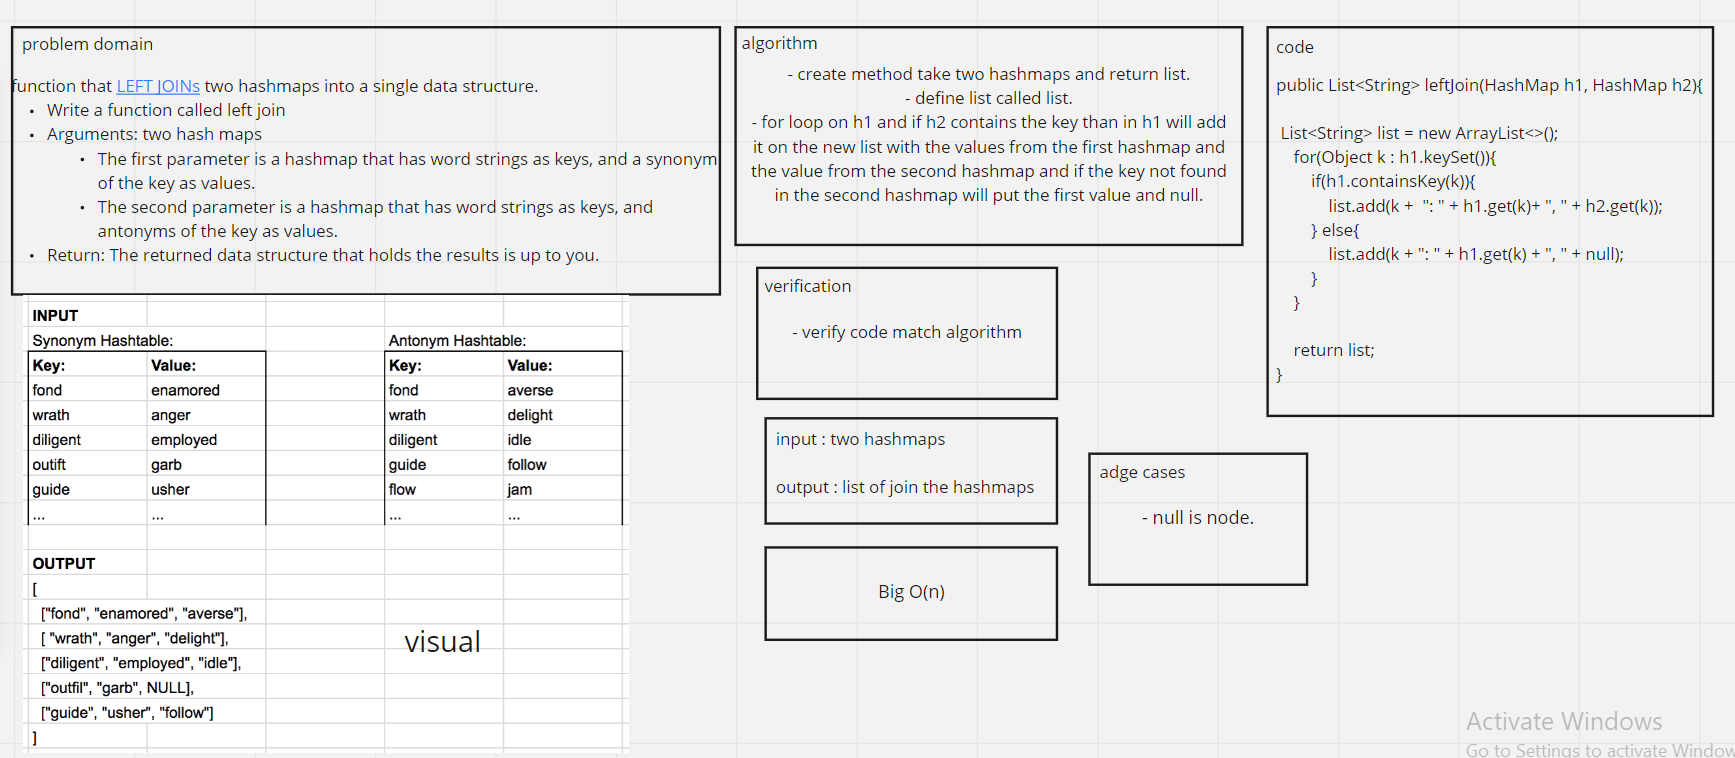 problem domain
function that LEFT JOINs two hashmaps into a single data structure.
• Write a function called left join
• Arguments: two hash maps
• The first parameter is a hashmap that has word strings as keys, and a synonym
of the key as values.
• The second parameter is a hashmap that has word strings as keys, and
antonyms of the key as values.
• Return: The returned data structure that holds the results is up to you.
INPUT
Synonym Hashtable: Antonym Hashtable:
Key: Value: Key: Value:
fond enamored fond averse
wrath anger wrath delight
diligent employed diligent idle
outift garb guide follow
guide usher flow jam
... ... ... ...
OUTPUT
[
["fond", "enamored", "averse"],
[ "wrath", "anger", "delight"],
["diligent", "employed", "idle"],
["outfil", "garb", NULL],
["guide", "usher", "follow"]
]
visual
algorithm
- create method take two hashmaps and return list.
- define list called list.
- for loop on h1 and if h2 contains the key than in h1 will add
it on the new list with the values from the first hashmap and
the value from the second hashmap and if the key not found
in the second hashmap will put the first value and null.
verification
- verify code match algorithm
input : two hashmaps
output : list of join the hashmaps
Big O(n)
adge cases
- null is node.
code
public List<String> leftJoin(HashMap h1, HashMap h2){
List<String> list = new ArrayList<>();
for(Object k : h1.keySet()){
if(h1.containsKey(k)){
list.add(k + ": " + h1.get(k)+ ", " + h2.get(k));
} else{
list.add(k + ": " + h1.get(k) + ", " + null);
}
}
return list;
}
Activate Windows
Go to Settings to activate Window